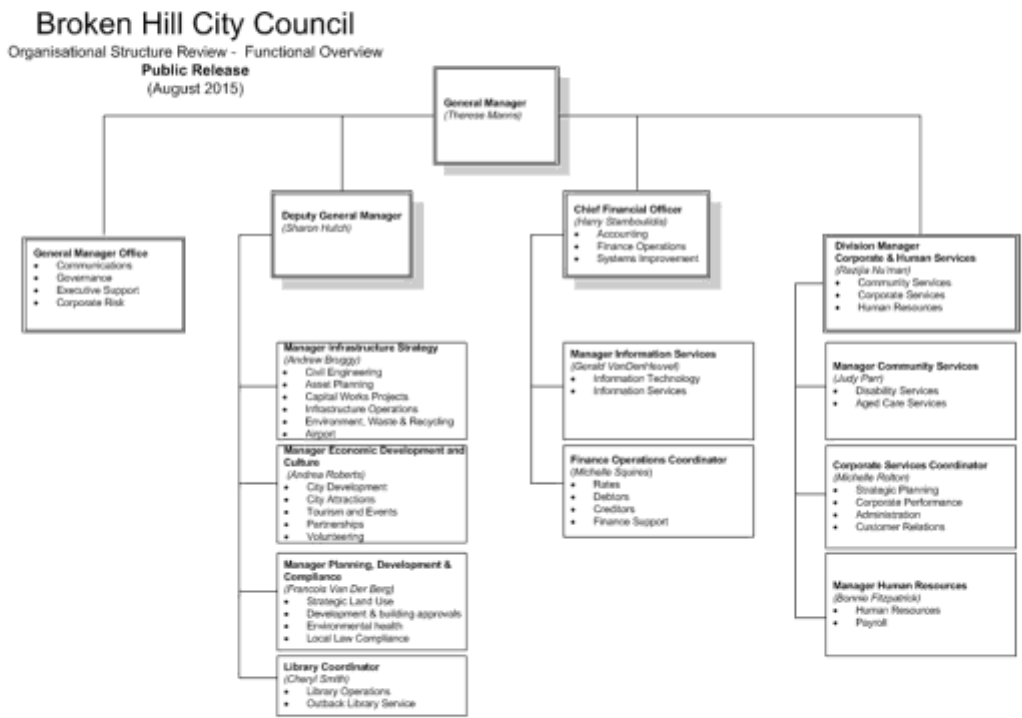 Broken Hill City Council
Organisational Structure Review - Functional Overview
Public Release
(August 2015)
General Manager
(Therese Manns)
General Manager Office
• Communications
• Governance
• Executive Support
• Corporate Risk
Deputy General Manager
(Sharon Hutch)
Manager Infrastructure Strategy
(Andrew Bruggy)
• Civil Engineering
• Asset Planning
• Capital Works Projects
• Infrastructure Operations
• Environment, Waste & Recycling
• Airport
Manager Economic Development and
Culture
(Andrea Roberts)
• City Development
• City Attractions
• Tourism and Events
• Partnerships
• Volunteering
Manager Planning, Development &
Compliance
(Francois Van Der Berg)
• Strategic Land Use
• Development & building approvals
• Environmental health
• Local Law Compliance
Library Coordinator
(Cheryl Smith)
• Library Operations
• Outback Library Service
Chief Financial Officer
(Harry Stamboulidis)
• Accounting
• Finance Operations
• Systems Improvement
Manager Information Services
(Gerald VanDenHeuvel)
• Information Technology
• Information Services
Finance Operations Coordinator
(Michelle Squires)
• Rates
• Debtors
• Creditors
• Finance Support
Division Manager
Corporate & Human Services
(Razija Nu'man)
• Community Services
• Corporate Services
• Human Resources
Manager Community Services
(Judy Parr)
• Disability Services
• Aged Care Services
Corporate Services Coordinator
(Michelle Rolton)
• Strategic Planning
• Corporate Performance
• Administration
• Customer Relations
Manager Human Resources
(Bonnie Fitzpatrick)
• Human Resources
• Payroll